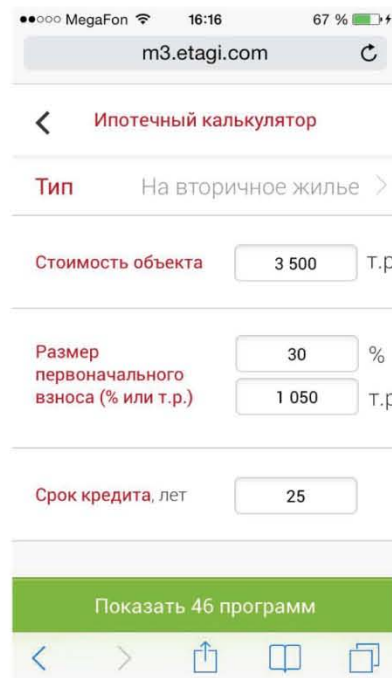 MegaFon 16:16 67 %
m3.etagi.com
Ипотечный калькулятор
Тип На вторичное жилье
Стоимость объекта 3 500 т.р
Размер
первоначального
взноса (% или т.р.)
30 %
1 050 т.р
Срок кредита, лет 25
Показать 46 программ